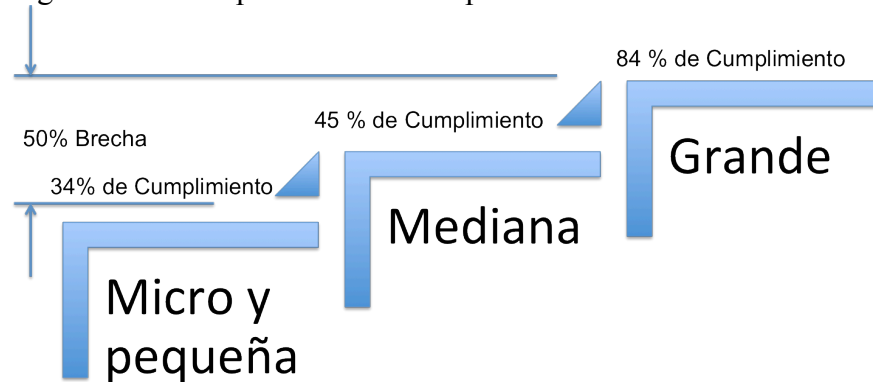 84 % de Cumplimiento
45 % de Cumplimiento
50% Brecha
Grande
34% de Cumplimiento
Mediana
Micro y
pequeña